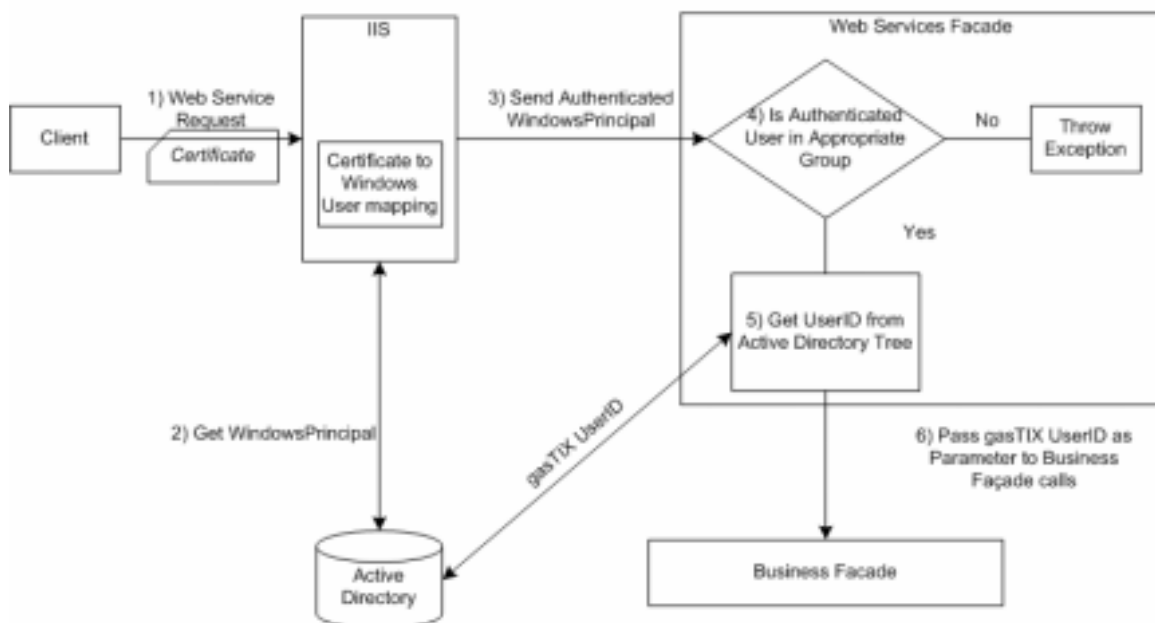 IIS
Web Services Facade
1) Web Service
Request
Certificate
Client
Certificate to
Windows
User mapping
3) Send Authenticated
WindowsPrincipal
4) Is Authenticated
User in Appropriate
Group
No
Throw
Exception
Yes
5) Get UserID from
Active Directory Tree
2) Get WindowsPrincipal
gasTIX UserID
6) Pass gasTIX UserID as
Parameter to Business
Façade calls
Active
Directory
Business Facade